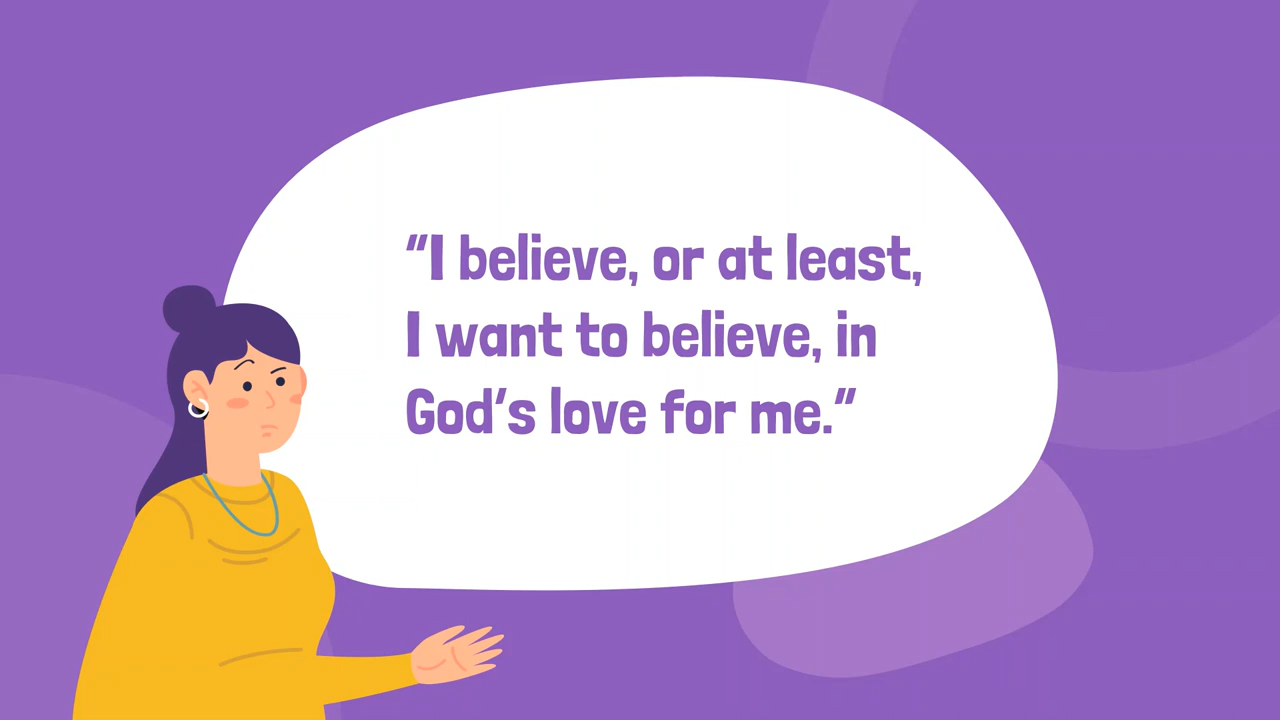 “I believe, or at least,
I want to believe, in
God’s love for me.”